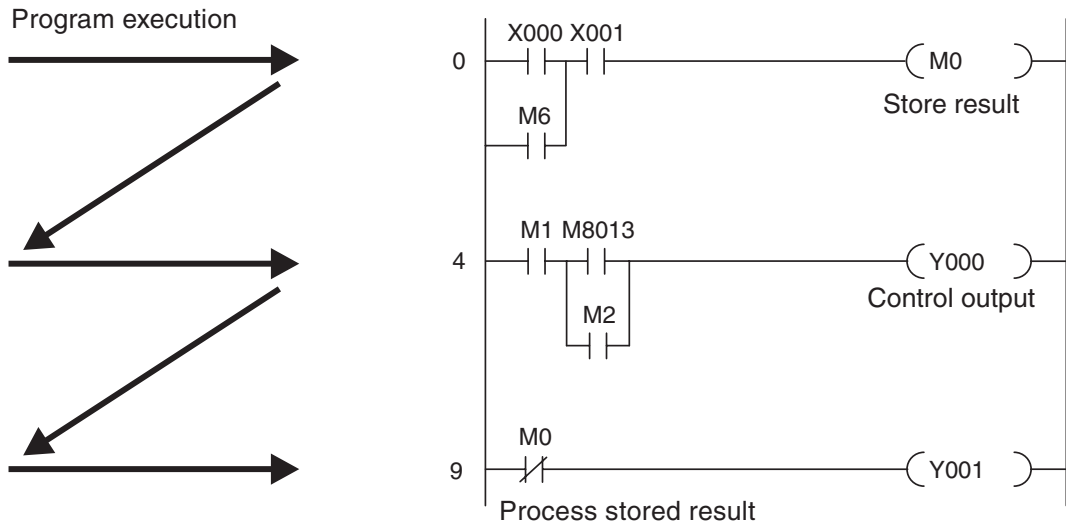 Program execution
X000 X001
0
M0
Store result
M6
M1 M8013
4
Y000
Control output
M2
M0
9
Y001
Process stored result